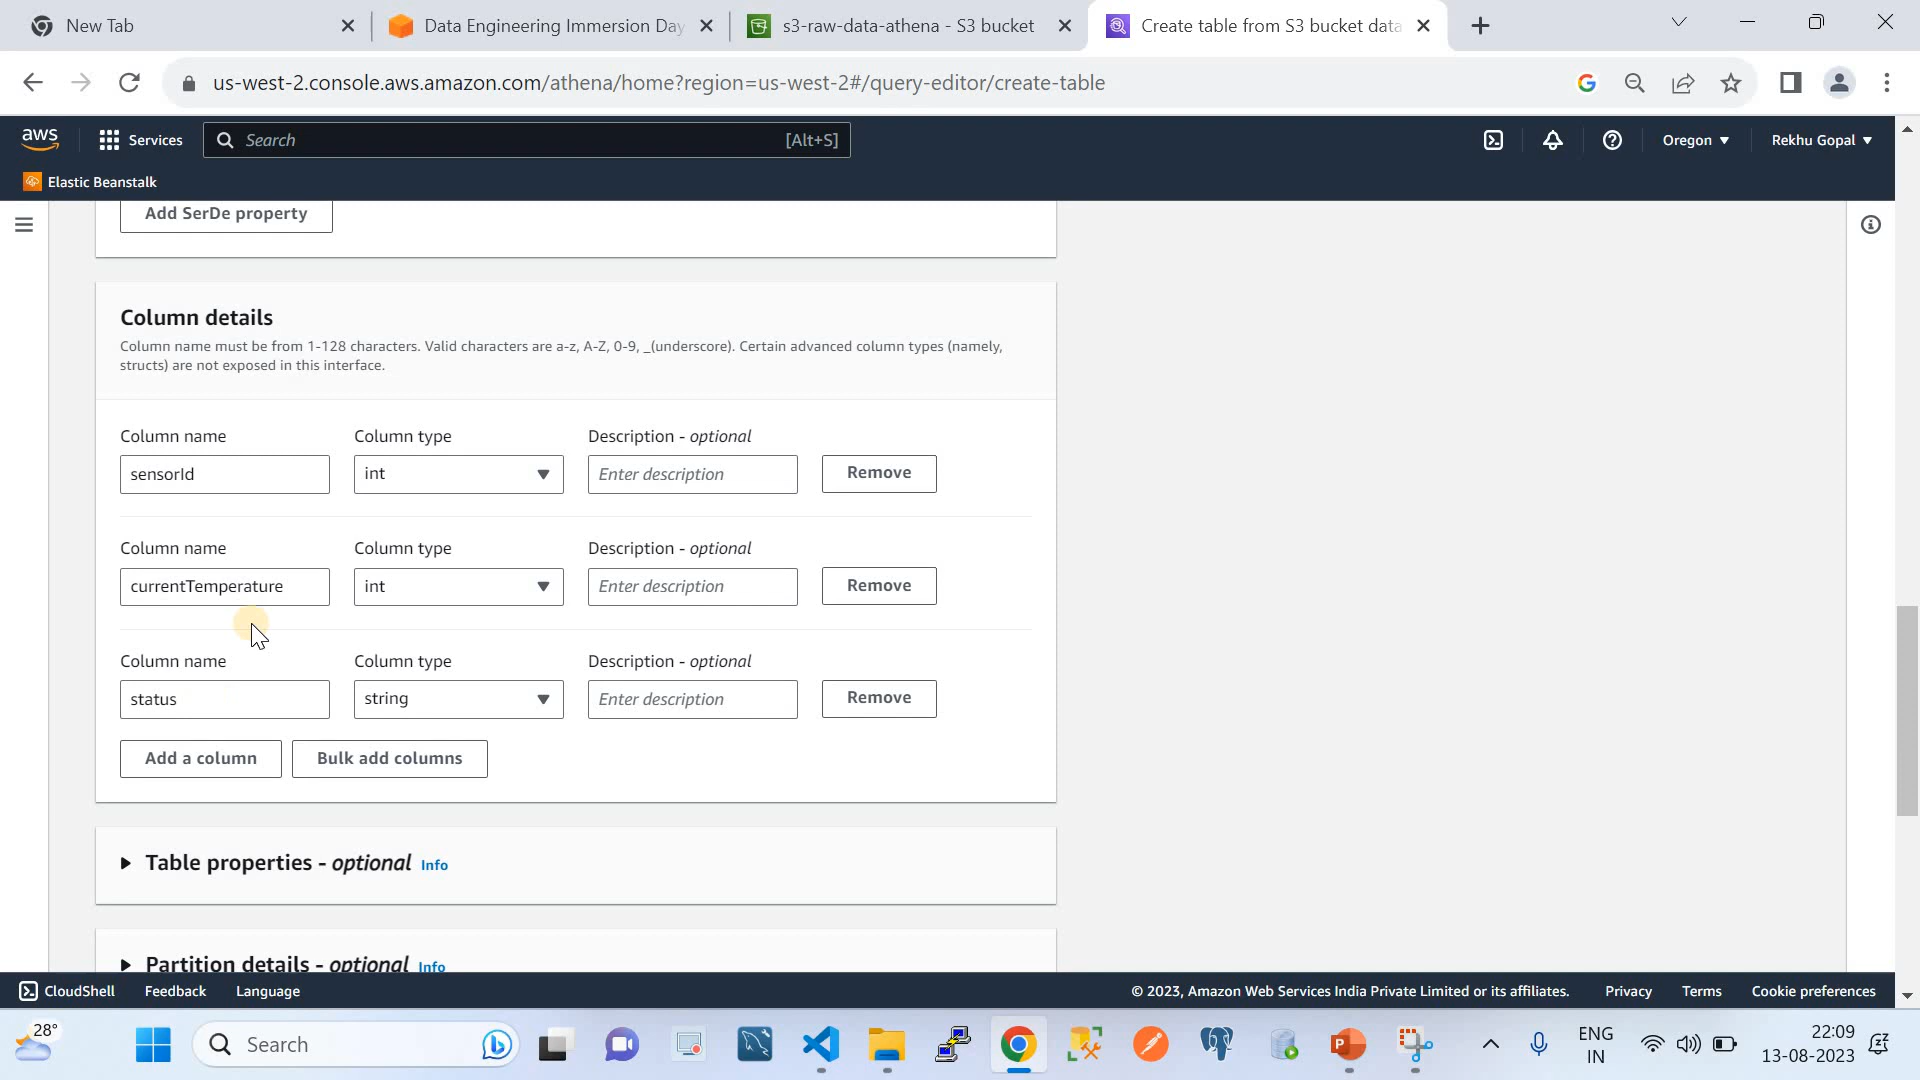 New Tab
Data Engineering Immersion Day
s3-raw-data-athena - S3 bucket
Create table from S3 bucket data
us-west-2.console.aws.amazon.com/athena/home?region=us-west-2#/query-editor/create-table
aws
Services
Search
[Alt+S]
Oregon
Rekhu Gopal
Elastic Beanstalk
Add SerDe property
Column details
Column name must be from 1-128 characters. Valid characters are a-z, A-Z, 0-9, _(underscore). Certain advanced column types (namely,
structs) are not exposed in this interface.
Column name Column type Description - optional
sensorId int Enter description Remove
Column name Column type Description - optional
currentTemperature int Enter description Remove
Column name Column type Description - optional
status string Enter description Remove
Add a column Bulk add columns
Table properties - optional Info
Partition details - optional Info
CloudShell Feedback Language © 2023, Amazon Web Services India Private Limited or its affiliates. Privacy Terms Cookie preferences
28°
Search
ENG
IN
22:09
13-08-2023